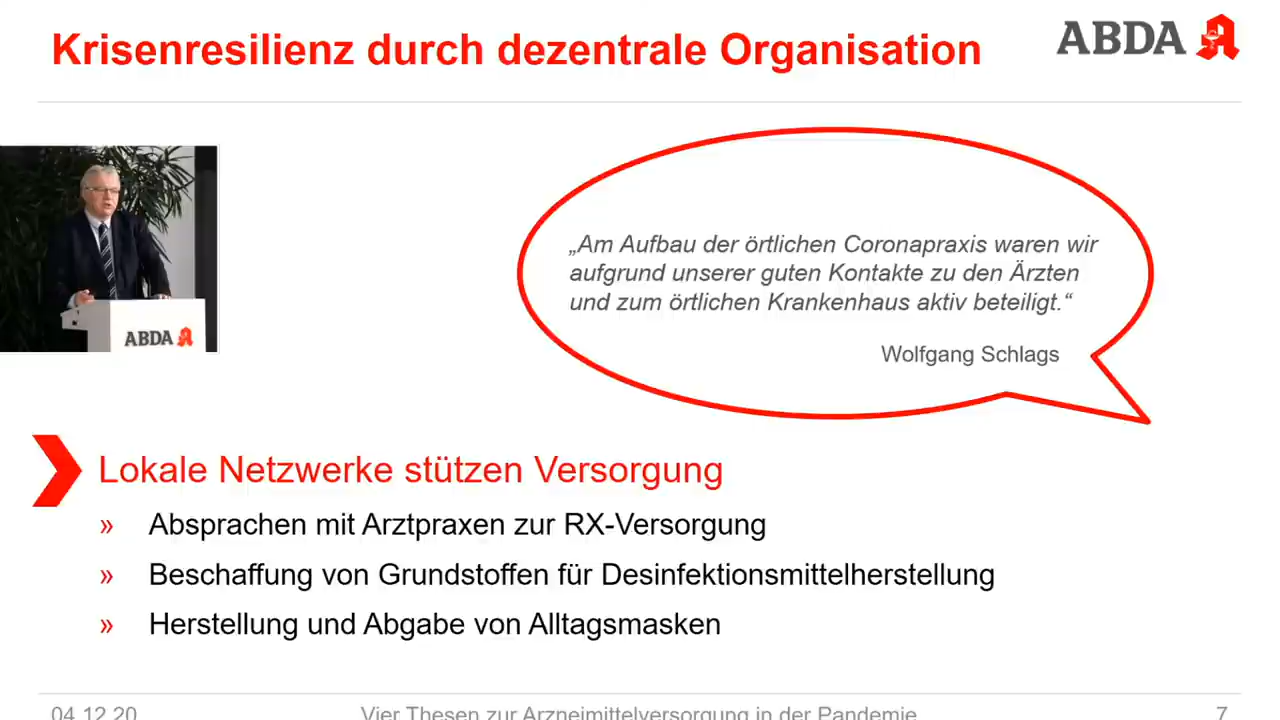 Krisenresilienz durch dezentrale Organisation
ABDA
„Am Aufbau der örtlichen Coronapraxis waren wir
aufgrund unserer guten Kontakte zu den Ärzten
und zum örtlichen Krankenhaus aktiv beteiligt.“
Wolfgang Schlags
ABDA
Lokale Netzwerke stützen Versorgung
» Absprachen mit Arztpraxen zur RX-Versorgung
» Beschaffung von Grundstoffen für Desinfektionsmittelherstellung
» Herstellung und Abgabe von Alltagsmasken
04.12.20 Vier Thesen zur Arzneimittelversorgung in der Pandemie 7